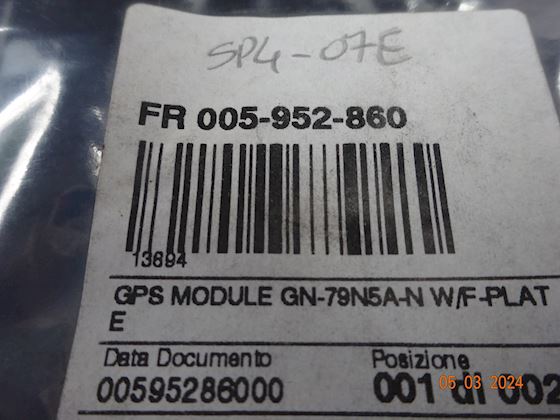 SP4-07E
FR 005-952-860
13694
GPS MODULE GN-79N5A-N W/F-PLAT
E
Data Documento Posizione
00595286000 001 di 002
05 03 2024